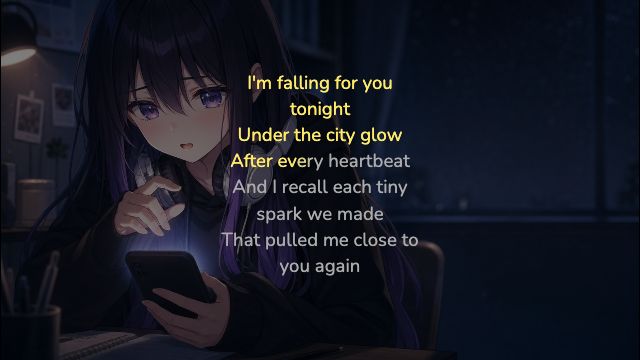 I'm falling for you
tonight
Under the city glow
After every heartbeat
And I recall each tiny
spark we made
That pulled me close to
you again